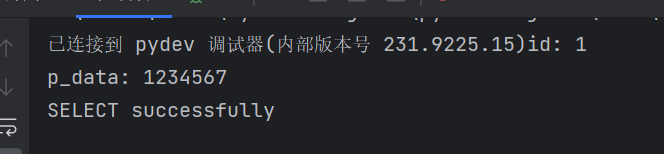 已连接到 pydev 调试器(内部版本号 231.9225.15)id: 1
p_data: 1234567
SELECT successfully